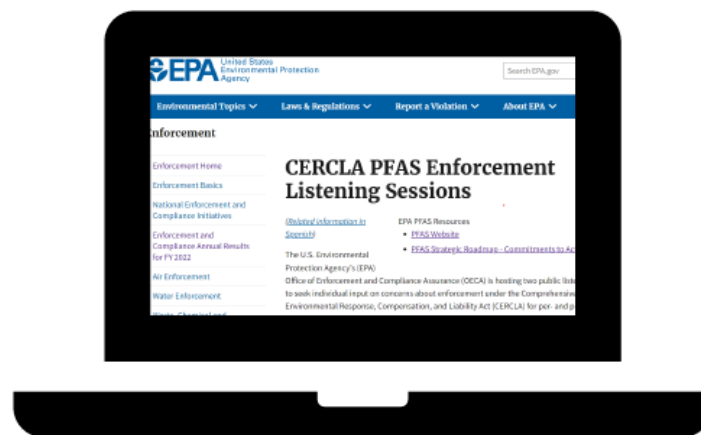 EPA United States
Environmental Protection
Agency
Search EPA.gov
Environmental Topics Laws & Regulations Report a Violation About EPA
Enforcement
Enforcement Home
Enforcement Basics
National Enforcement and
Compliance Initiatives
Enforcement and
Compliance Annual Results
for FY 2022
Air Enforcement
Water Enforcement
Waste, Chemical and
CERCLA PFAS Enforcement
Listening Sessions
(Related information in
Spanish)
EPA PFAS Resources
• PFAS Website
• PFAS Strategic Roadmap - Commitments to Ac
The U.S. Environmental
Protection Agency's (EPA)
Office of Enforcement and Compliance Assurance (OECA) is hosting two public liste
to seek individual input on concerns about enforcement under the Comprehensive
Environmental Response, Compensation, and Liability Act (CERCLA) for per- and p